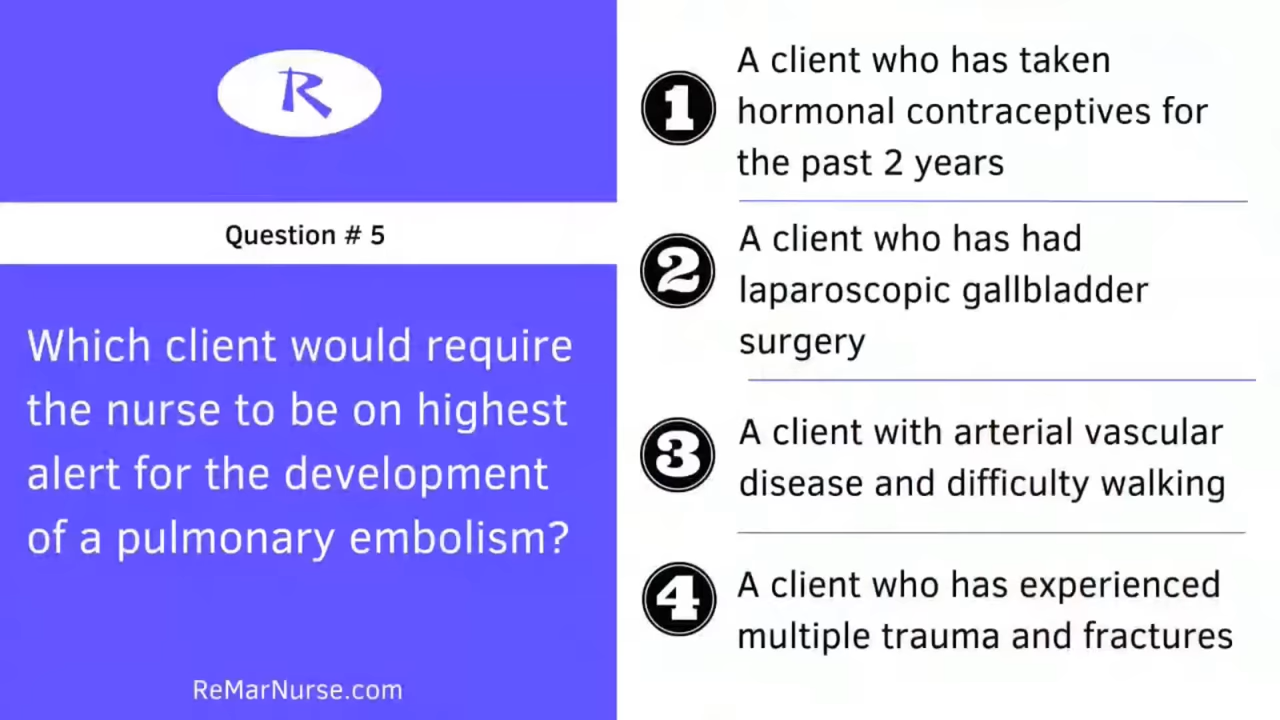 R
Question # 5
Which client would require
the nurse to be on highest
alert for the development
of a pulmonary embolism?
ReMarNurse.com
1
A client who has taken
hormonal contraceptives for
the past 2 years
2
A client who has had
laparoscopic gallbladder
surgery
3
A client with arterial vascular
disease and difficulty walking
4
A client who has experienced
multiple trauma and fractures